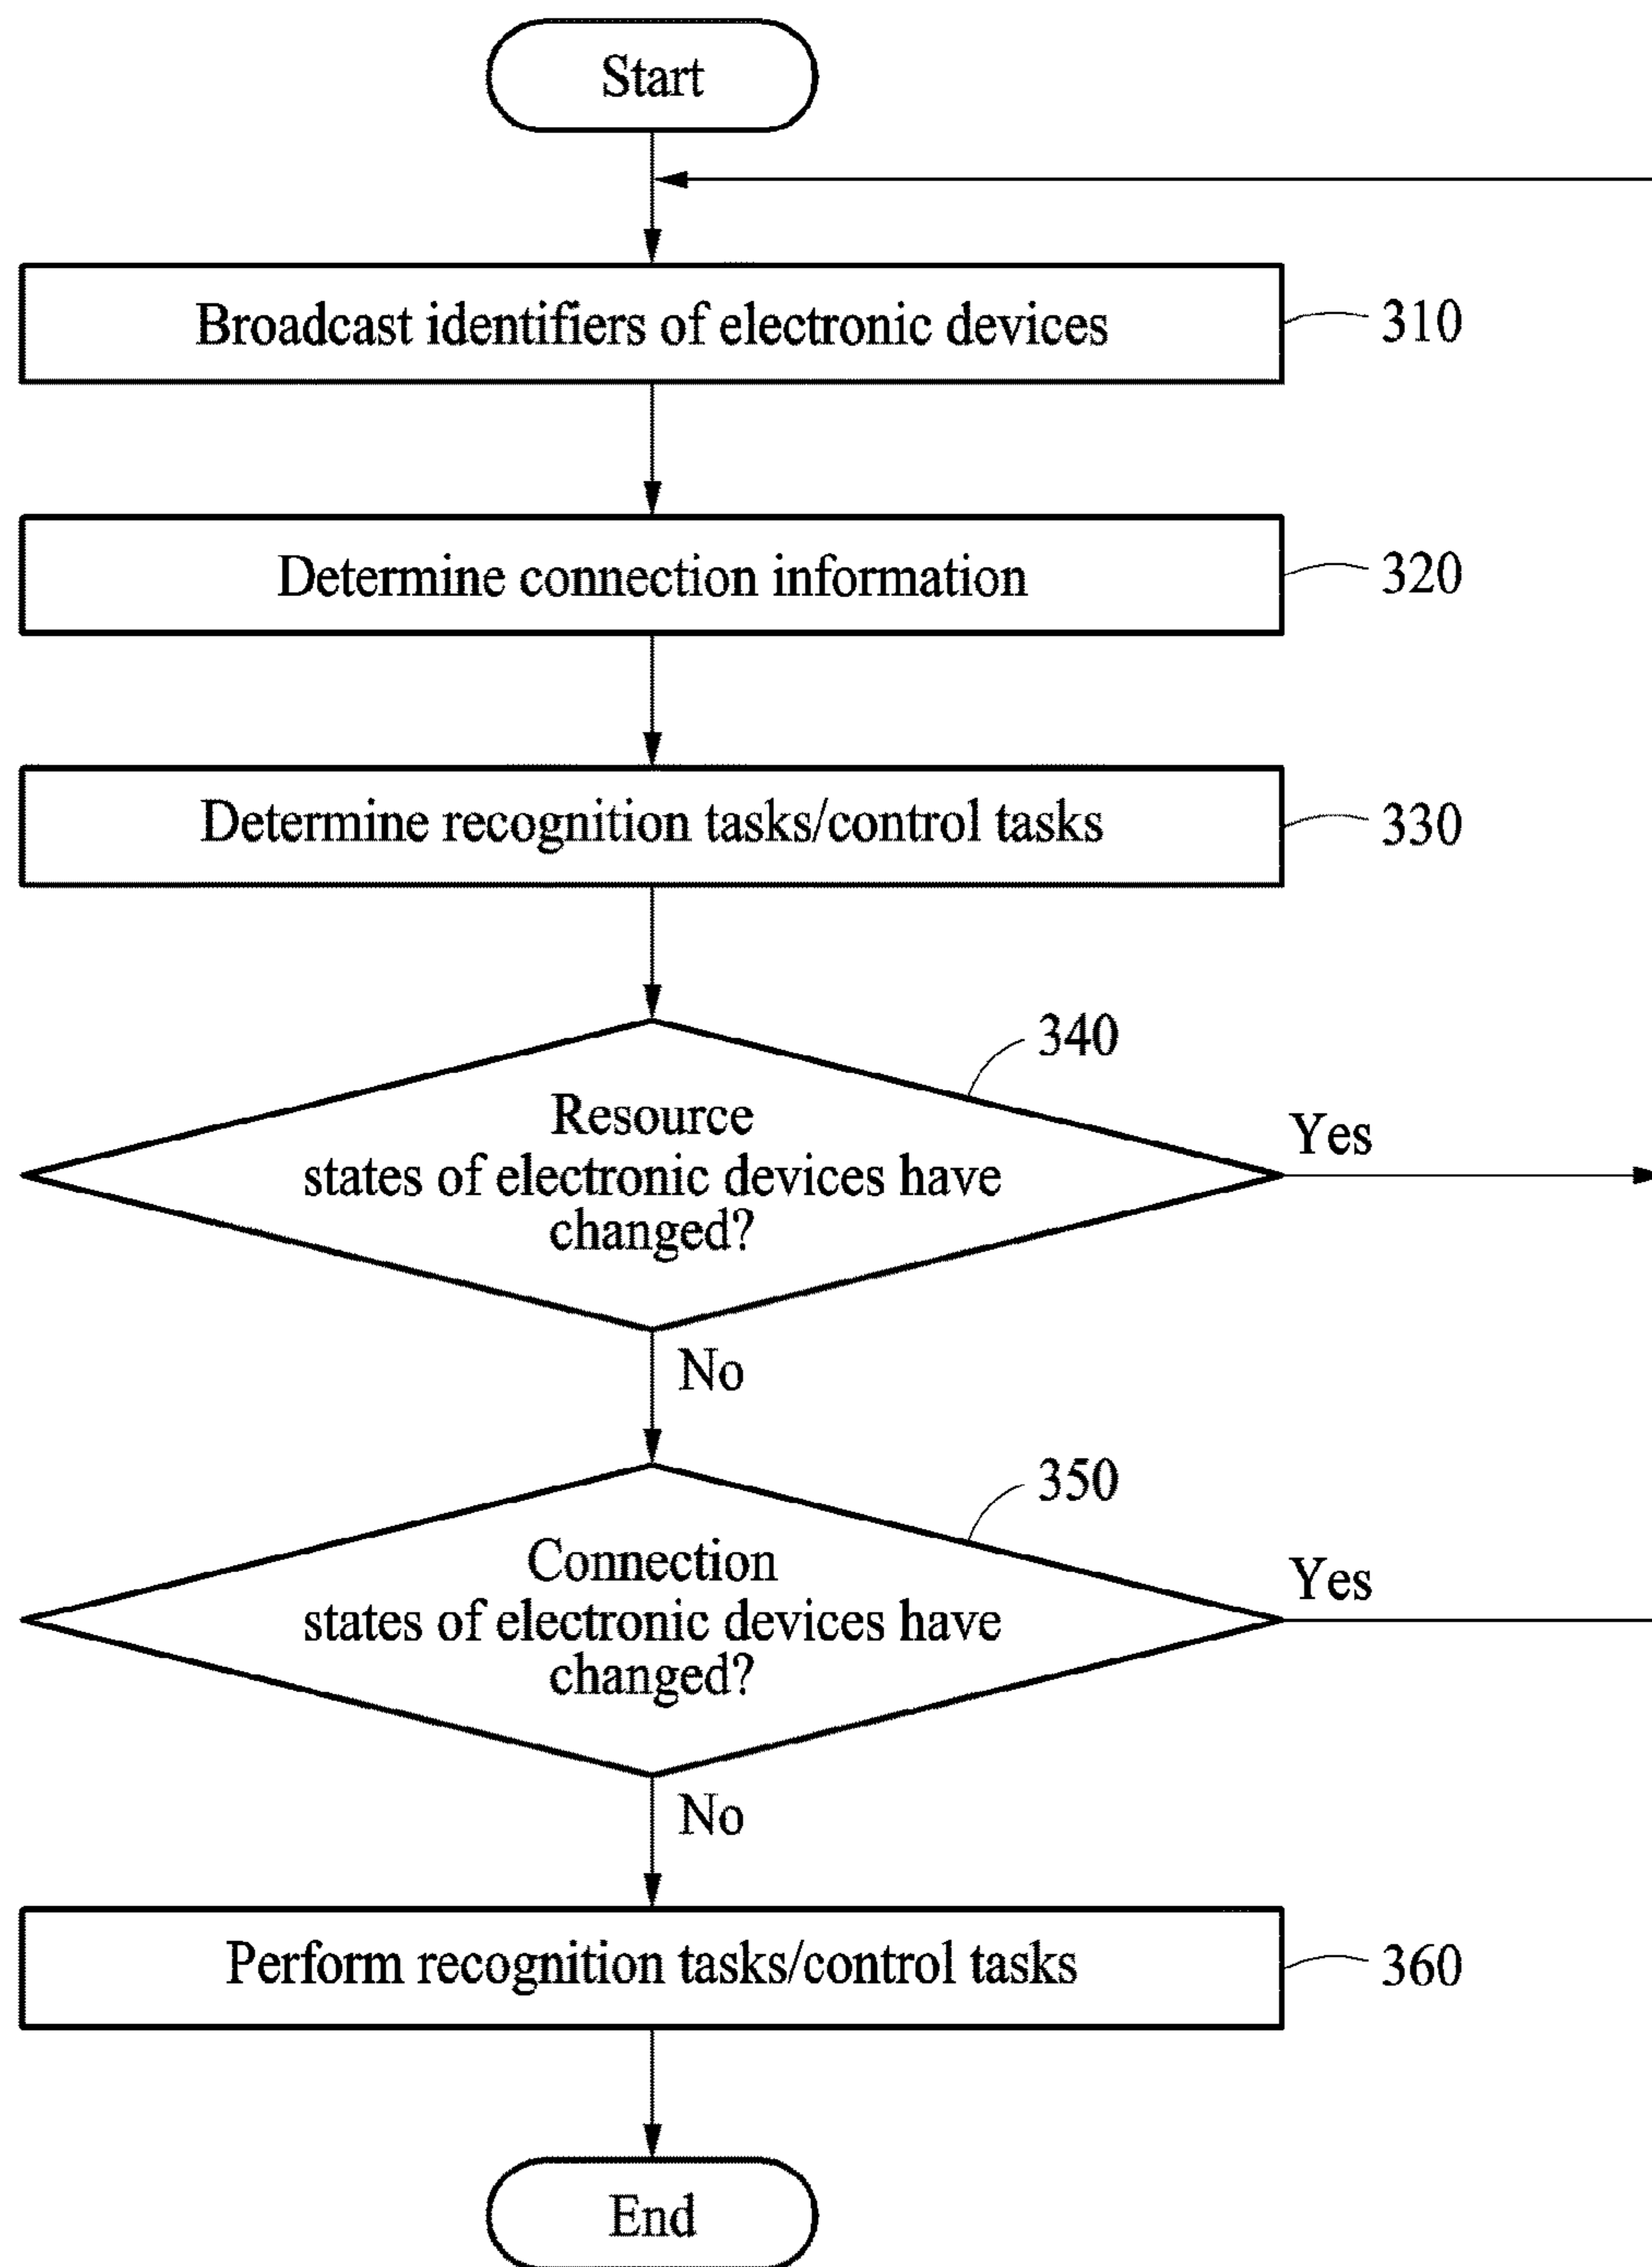 Start
Broadcast identifiers of electronic devices
310
Determine connection information
320
Determine recognition tasks/control tasks
330
340
Resource
states of electronic devices have
changed?
Yes
No
350
Connection
states of electronic devices have
changed?
Yes
No
Perform recognition tasks/control tasks
360
End